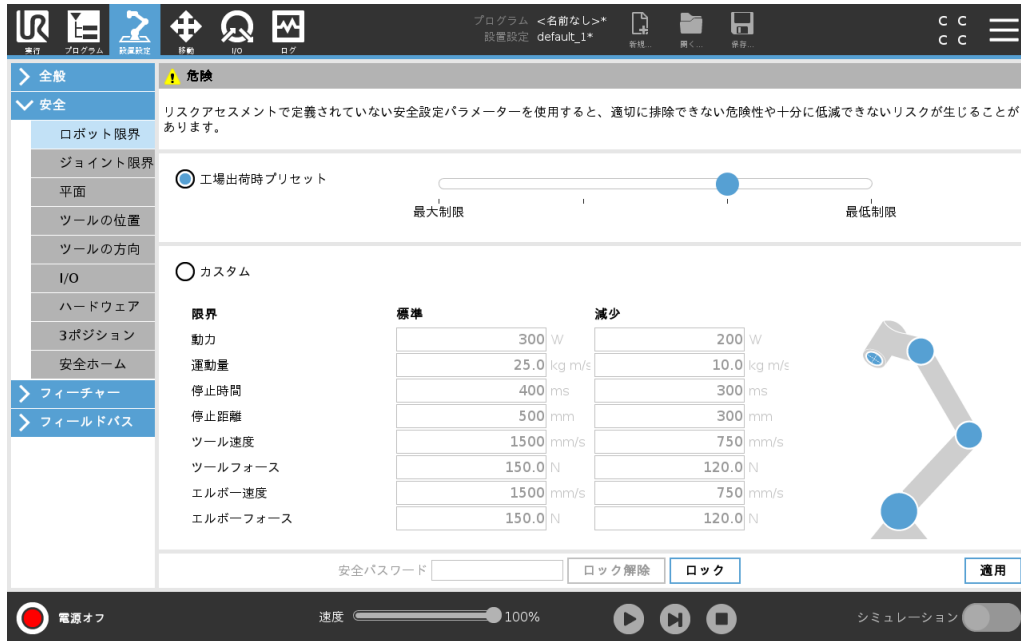 UR
プログラム <名前なし>*
設置設定 default_1*
実行 プログラム 設置設定 移動 I/O ログ 新規... 開く... 保存...
C C
C C
全般
安全
ロボット限界
ジョイント限界
平面
ツールの位置
ツールの方向
I/O
ハードウェア
3ポジション
安全ホーム
フィーチャー
フィールドバス
危険
リスクアセスメントで定義されていない安全設定パラメーターを使用すると、適切に排除できない危険性や十分に低減できないリスクが生じることが
あります。
工場出荷時プリセット
最大制限 最低制限
カスタム
限界 標準 減少
動力 300 W 200 W
運動量 25.0 kg m/s 10.0 kg m/s
停止時間 400 ms 300 ms
停止距離 500 mm 300 mm
ツール速度 1500 mm/s 750 mm/s
ツールフォース 150.0 N 120.0 N
エルボー速度 1500 mm/s 750 mm/s
エルボーフォース 150.0 N 120.0 N
安全パスワード ロック解除 ロック 適用
電源オフ 速度 100% シミュレーション